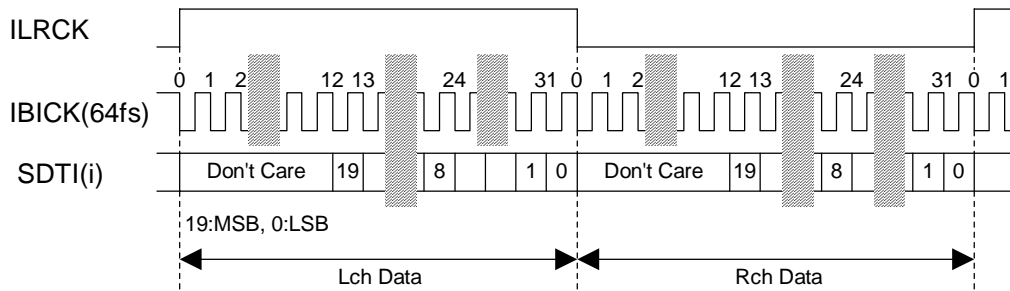 ILRCK
0 1 2 12 13 24 31 0 1 2 12 13 24 31 0 1
IBICK(64fs)
SDTI(i) Don't Care 19 8 1 0 Don't Care 19 8 1 0
19:MSB, 0:LSB
Lch Data Rch Data